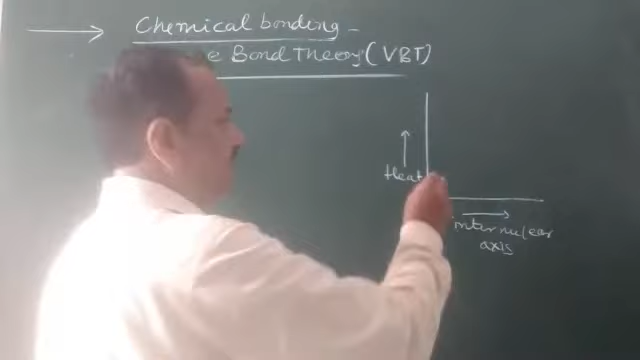 Chemical bonding -
e Bond Theory (VBT)
Heat
internuclear
axis